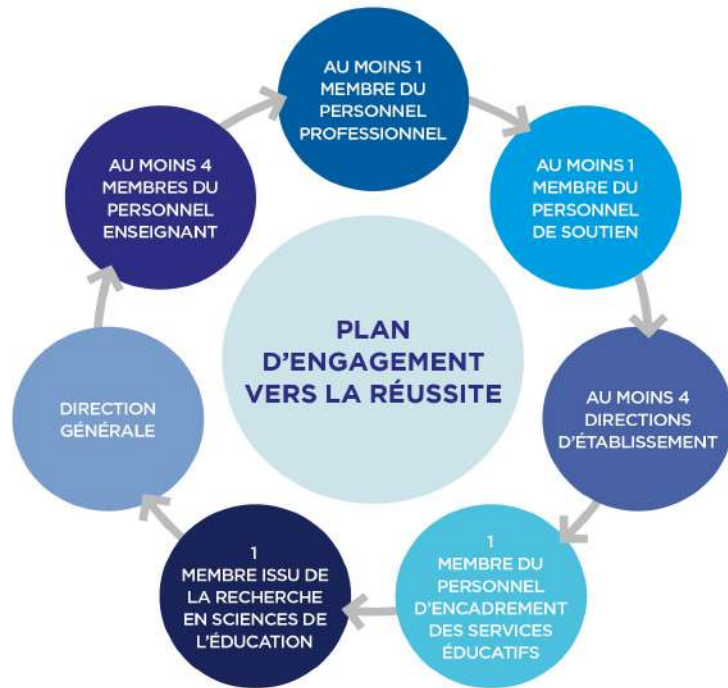 AU MOINS 1
MEMBRE DU
PERSONNEL
PROFESSIONNEL
AU MOINS 1
MEMBRE DU
PERSONNEL
DE SOUTIEN
AU MOINS 4
DIRECTIONS
D'ÉTABLISSEMENT
1
MEMBRE DU
PERSONNEL
D'ENCADREMENT
DES SERVICES
ÉDUCATIFS
1
MEMBRE ISSU DE
LA RECHERCHE
EN SCIENCES DE
L'ÉDUCATION
DIRECTION
GÉNÉRALE
AU MOINS 4
MEMBRES DU
PERSONNEL
ENSEIGNANT
PLAN
D'ENGAGEMENT
VERS LA RÉUSSITE